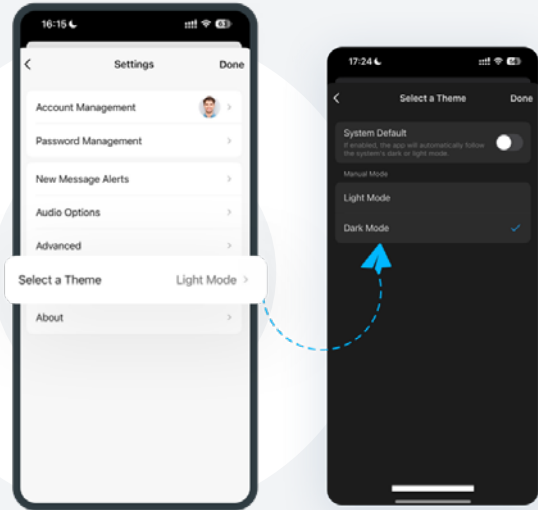 16:15
63
Settings
Done
Account Management
Password Management
New Message Alerts
Audio Options
Advanced
Select a Theme
Light Mode
About
17:24
Select a Theme
Done
System Default
If enabled, the app will automatically follow
the system's dark or light mode.
Manual Mode
Light Mode
Dark Mode